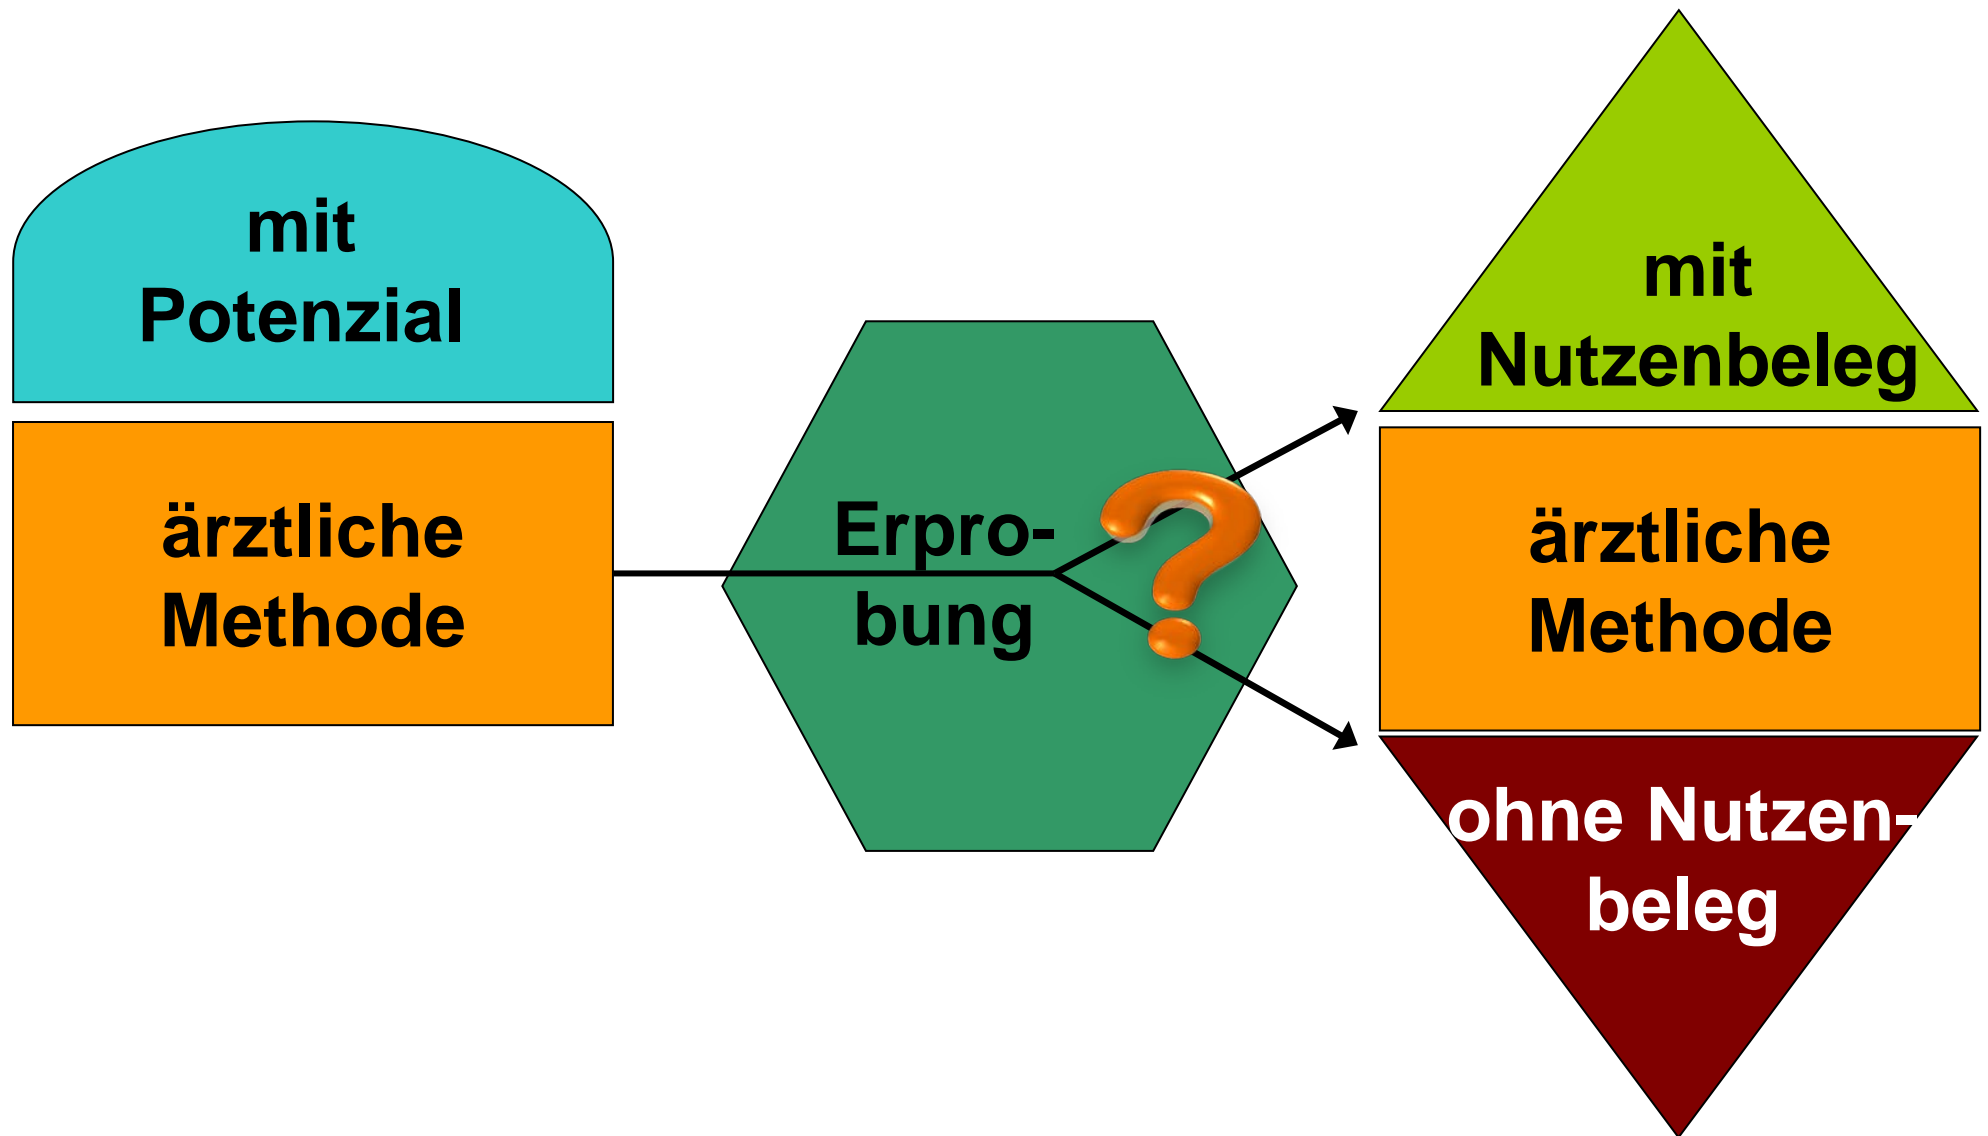 mit
Potenzial
ärztliche
Methode
Erpro-
bung
?
mit
Nutzenbeleg
ärztliche
Methode
ohne Nutzen-
beleg